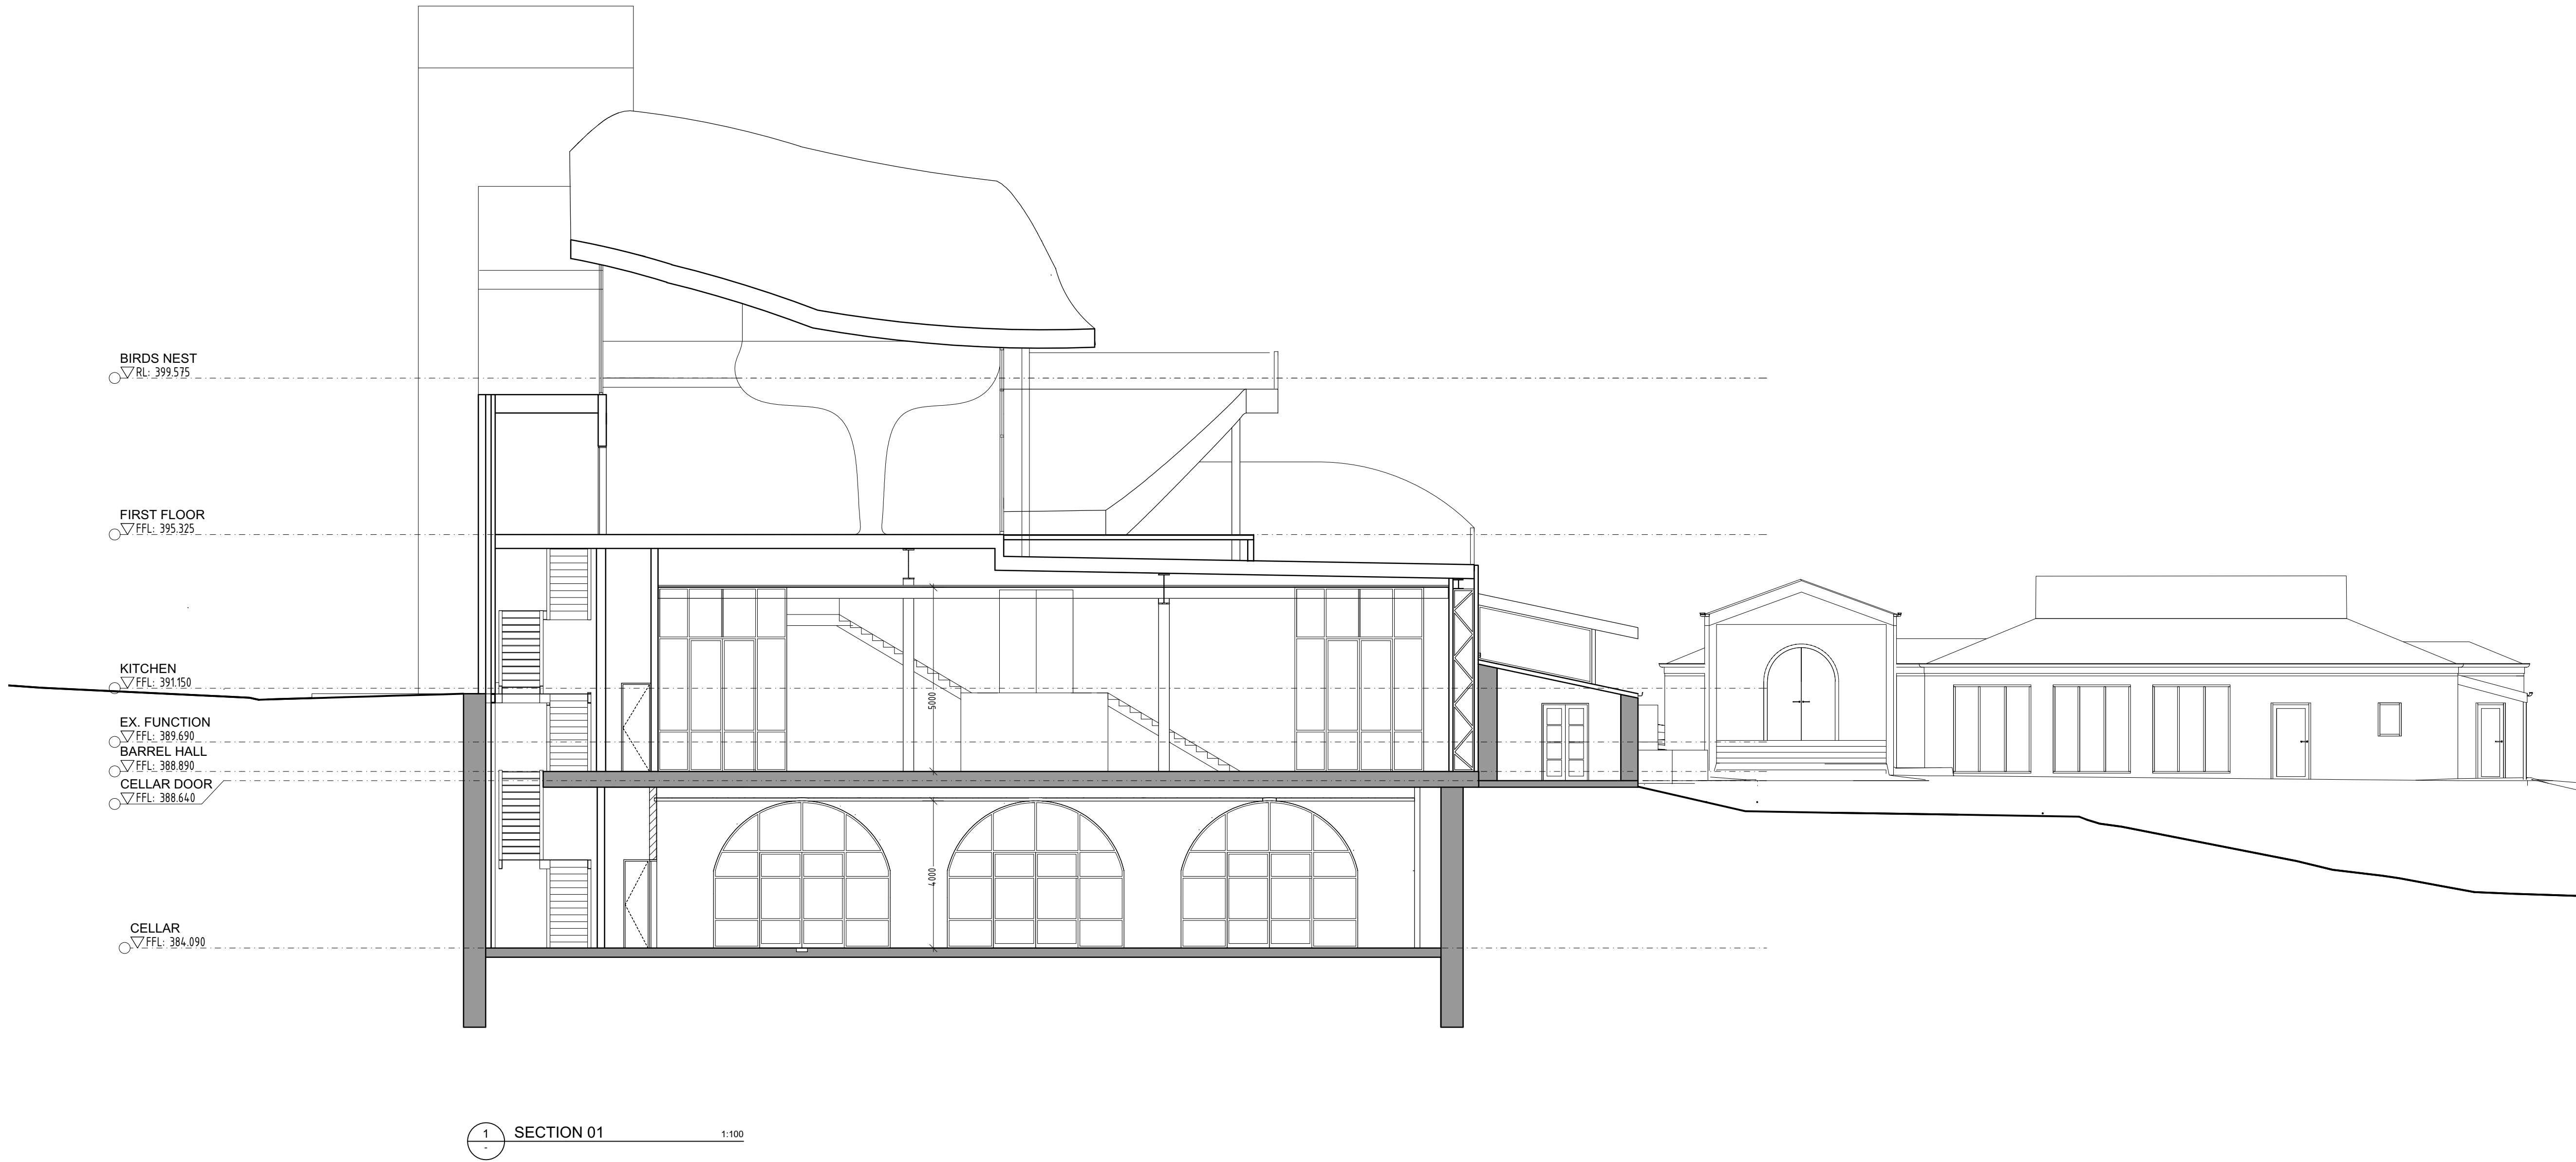 BIRDS NEST
RL: 399.575
FIRST FLOOR
FFL: 395.325
KITCHEN
FFL: 391.150
5000
EX. FUNCTION
FFL: 389.690
BARREL HALL
FFL: 388.890
CELLAR DOOR
FFL: 388.640
4000
CELLAR
FFL: 384.090
1
-
SECTION 01
1:100